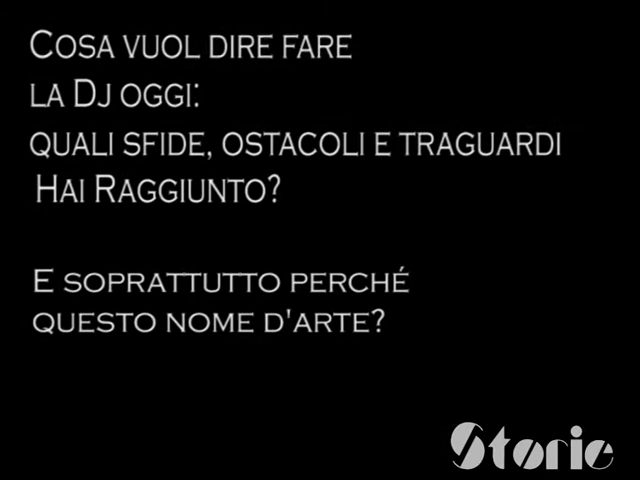 COSA VUOL DIRE FARE
LA DJ OGGI:
QUALI SFIDE, OSTACOLI E TRAGUARDI
HAI RAGGIUNTO?
E SOPRATTUTTO PERCHÉ
QUESTO NOME D'ARTE?
Storie